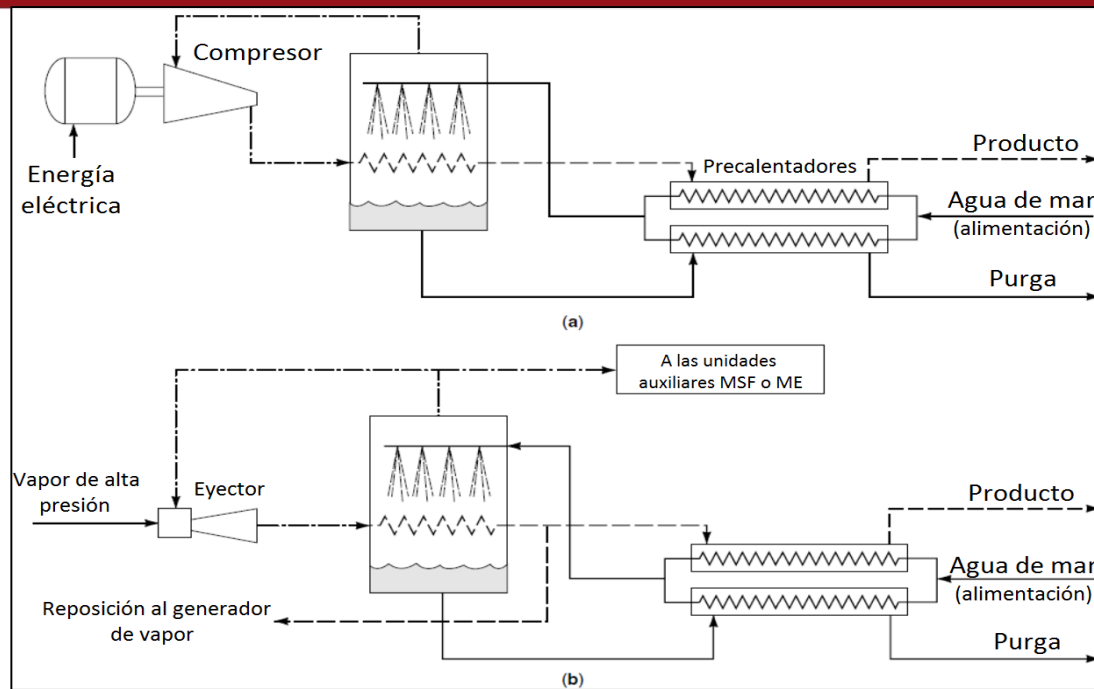 Compresor
Energía
eléctrica
Precalentadores
Producto
Agua de mar
(alimentación)
Purga
(a)
A las unidades
auxiliares MSF o ME
Vapor de alta
presión
Eyector
Producto
Agua de mar
(alimentación)
Reposición al generador
de vapor
Purga
(b)